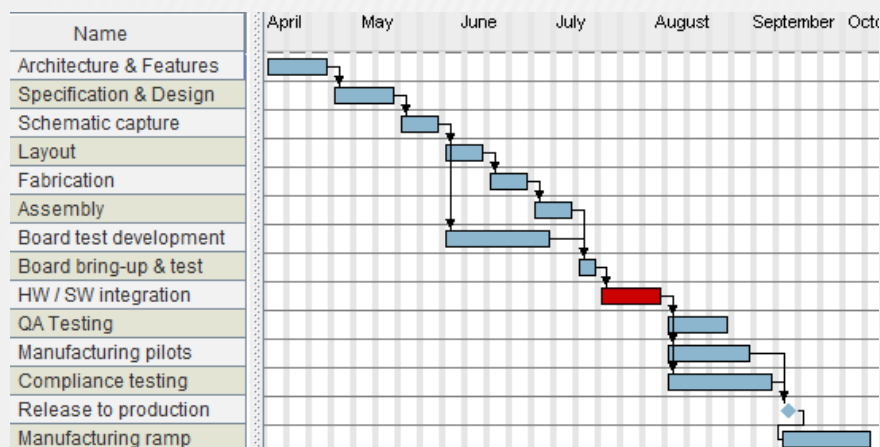 Name
April May June July August September Octo
Architecture & Features
Specification & Design
Schematic capture
Layout
Fabrication
Assembly
Board test development
Board bring-up & test
HW / SW integration
QA Testing
Manufacturing pilots
Compliance testing
Release to production
Manufacturing ramp